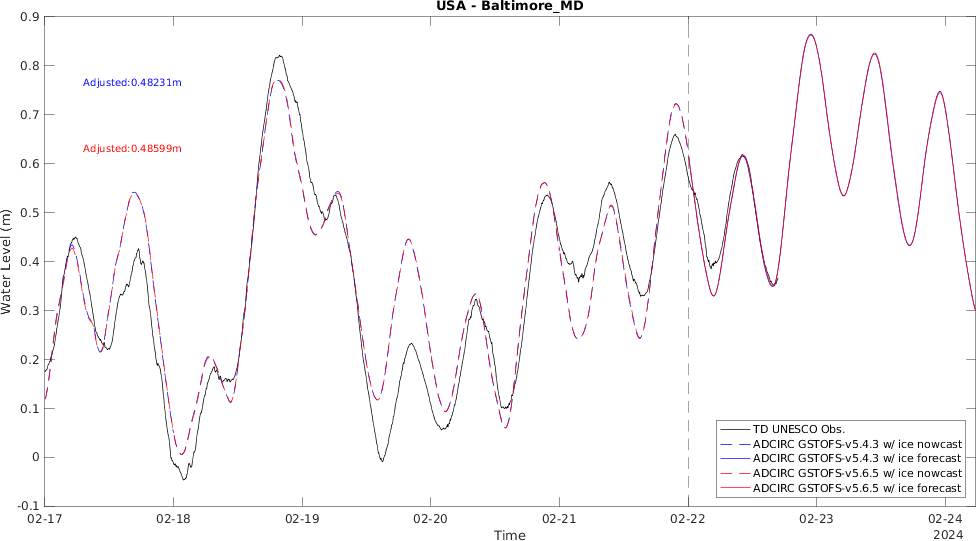 USA - Baltimore_MD
0.9
0.8
0.7
0.6
0.5
0.4
0.3
0.2
0.1
0
-0.1
Water Level (m)
Adjusted:0.48231m
Adjusted:0.48599m
TD UNESCO Obs.
ADCIRC GSTOFS-v5.4.3 w/ ice nowcast
ADCIRC GSTOFS-v5.4.3 w/ ice forecast
ADCIRC GSTOFS-v5.6.5 w/ ice nowcast
ADCIRC GSTOFS-v5.6.5 w/ ice forecast
02-17 02-18 02-19 02-20 02-21 02-22 02-23 02-24
Time
2024